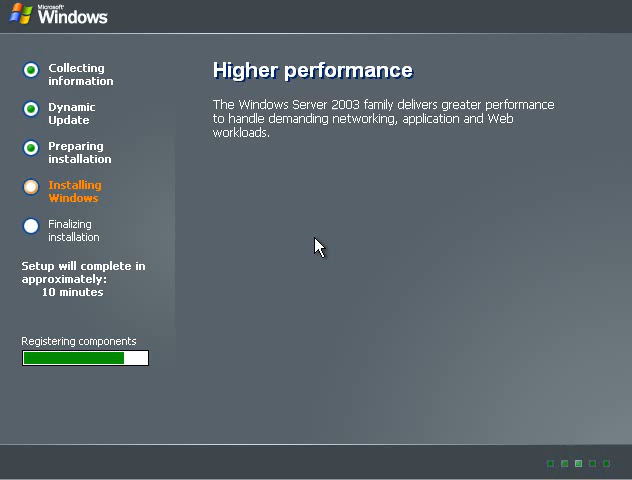 Microsoft
Windows
Collecting
information
Dynamic
Update
Preparing
installation
Installing
Windows
Finalizing
installation
Setup will complete in
approximately:
10 minutes
Registering components
Higher performance
The Windows Server 2003 family delivers greater performance
to handle demanding networking, application and Web
workloads.